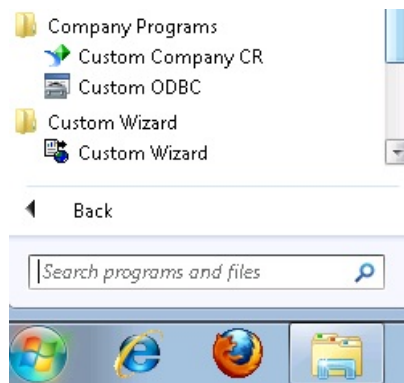 Company Programs
Custom Company CR
Custom ODBC
Custom Wizard
Custom Wizard
Back
Search programs and files